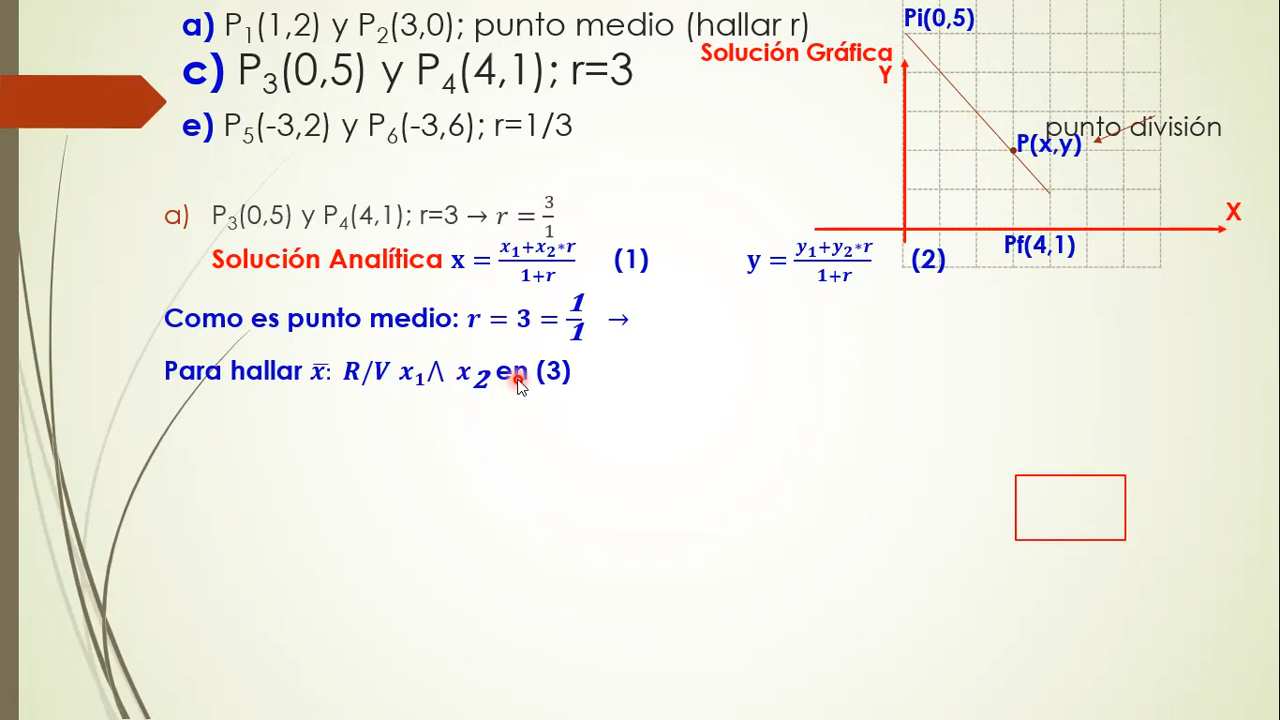 a) P₁(1,2) y P₂(3,0); punto medio (hallar r)
c) P₃(0,5) y P₄(4,1); r=3
e) P₅(-3,2) y P₆(-3,6); r=1/3
Pi(0,5)
Solución Gráfica
Y
punto división
P(x,y)
X
Pf(4,1)
a) P₃(0,5) y P₄(4,1); r=3 → r = 3/1
Solución Analítica x = (x₁+x₂*r)/(1+r) (1) y = (y₁+y₂*r)/(1+r) (2)
Como es punto medio: r = 3 = 1/1 →
Para hallar x̅: R/V x₁ ⋀ x₂ en (3)